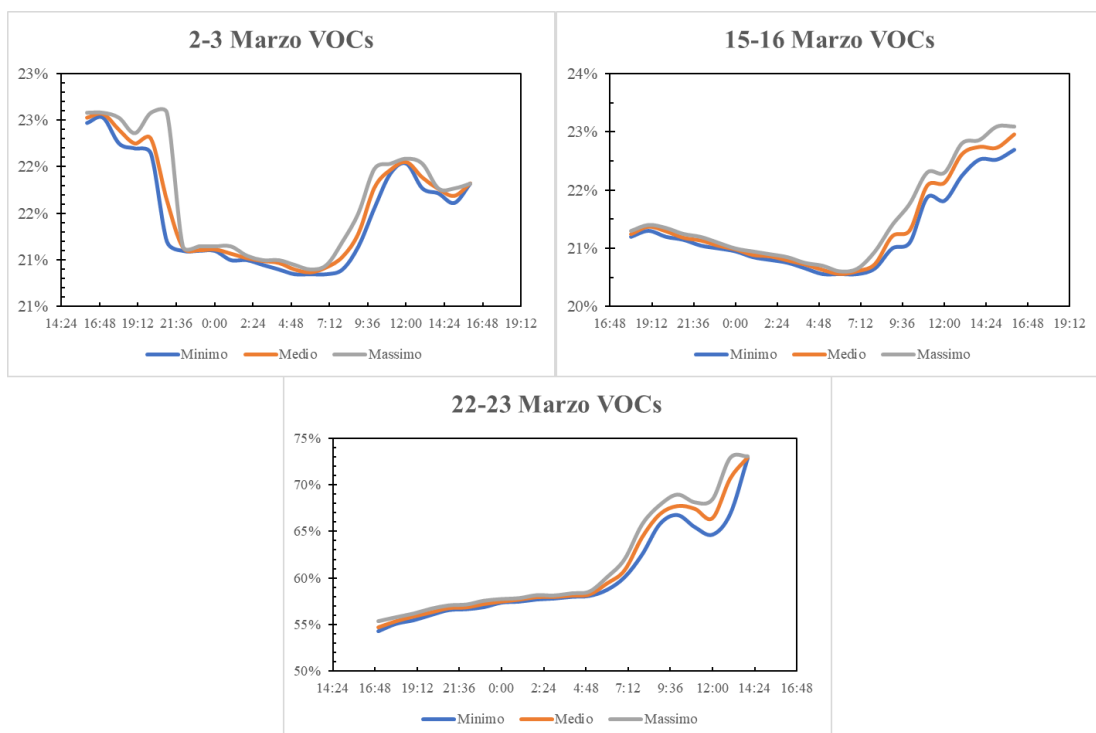 2-3 Marzo VOCs
23%
23%
22%
22%
21%
21%
14:24 16:48 19:12 21:36 0:00 2:24 4:48 7:12 9:36 12:00 14:24 16:48 19:12
Minimo Medio Massimo
15-16 Marzo VOCs
24%
23%
22%
21%
20%
16:48 19:12 21:36 0:00 2:24 4:48 7:12 9:36 12:00 14:24 16:48 19:12
Minimo Medio Massimo
22-23 Marzo VOCs
75%
70%
65%
60%
55%
50%
14:24 16:48 19:12 21:36 0:00 2:24 4:48 7:12 9:36 12:00 14:24 16:48
Minimo Medio Massimo